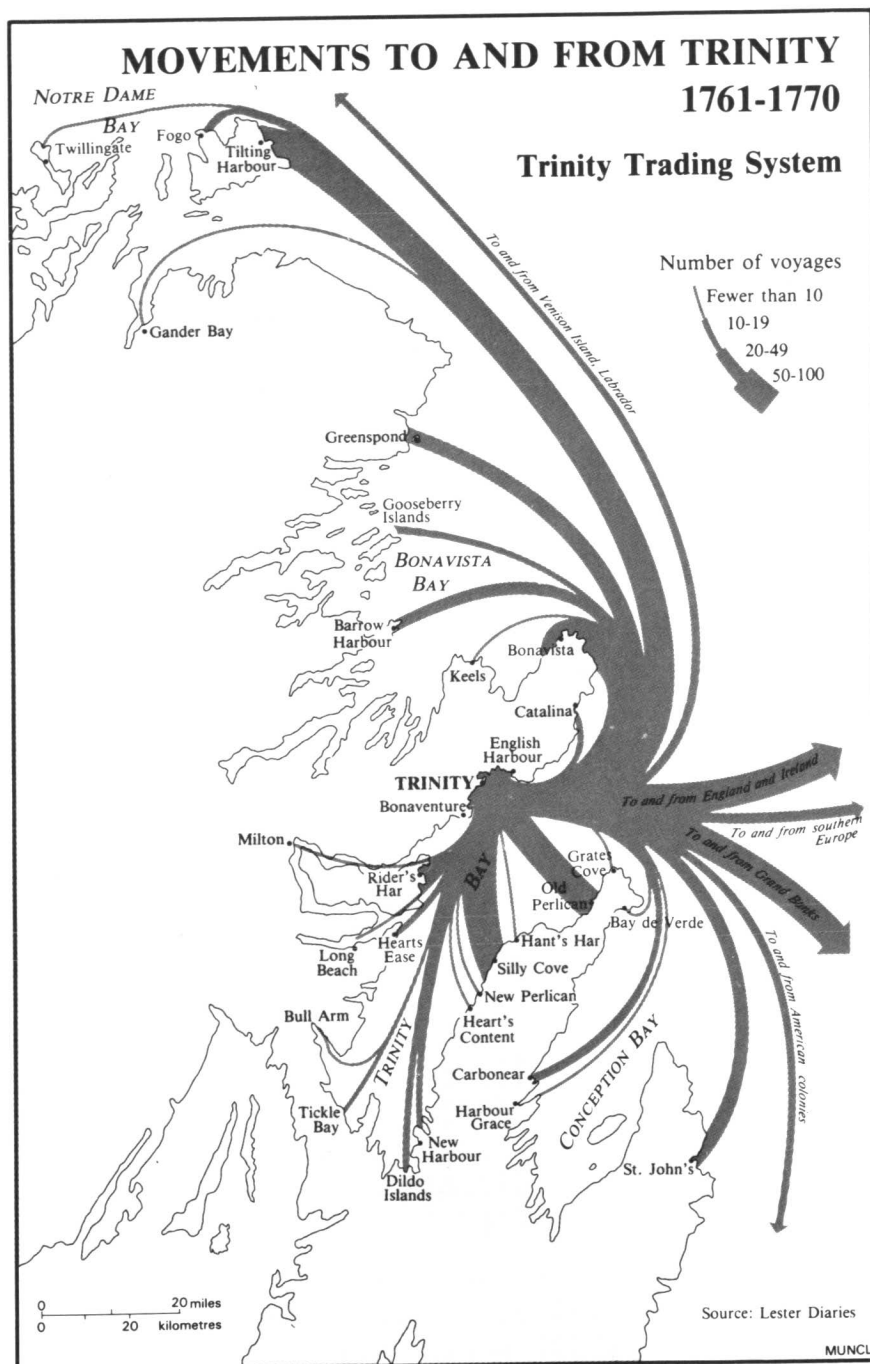 MOVEMENTS TO AND FROM TRINITY
1761-1770
Trinity Trading System
NOTRE DAME
BAY
Twillingate
Fogo
Tilting
Harbour
To and from Venison Island, Labrador
Number of voyages
Fewer than 10
10-19
20-49
50-100
Gander Bay
Greenspond
Gooseberry
Islands
BONAVISTA
BAY
Barrow
Harbour
Bonavista
Keels
Catalina
English
Harbour
TRINITY
Bonaventure
To and from England and Ireland
To and from southern
Europe
To and from Grand Banks
To and from American colonies
Milton
Rider's
Har
BAY
Grates
Cove
Old
Perlican
Bay de Verde
Long
Beach
Hearts
Ease
Hant's Har
Silly Cove
New Perlican
Heart's
Content
Bull Arm
TRINITY
Carbonear
CONCEPTION BAY
Harbour
Grace
Tickle
Bay
New
Harbour
Dildo
Islands
St. John's
0 20 miles
0 20 kilometres
Source: Lester Diaries
MUNCL